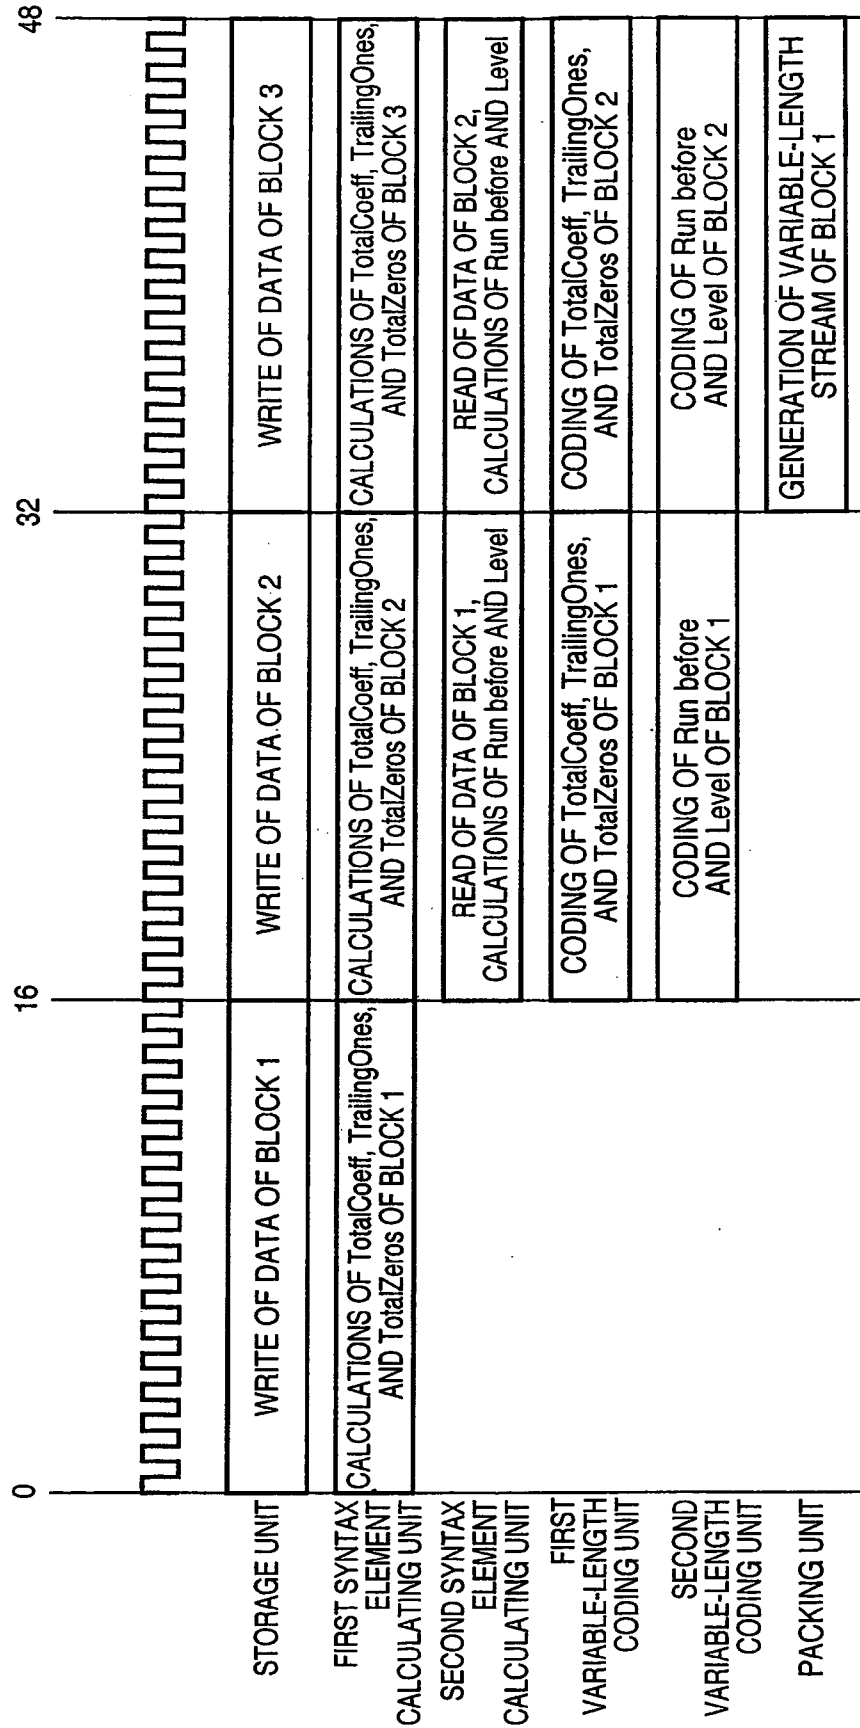 0
16
32
48
STORAGE UNIT
WRITE OF DATA OF BLOCK 1
WRITE OF DATA OF BLOCK 2
WRITE OF DATA OF BLOCK 3
FIRST SYNTAX
ELEMENT
CALCULATING UNIT
CALCULATIONS OF TotalCoeff, TrailingOnes,
AND TotalZeros OF BLOCK 1
CALCULATIONS OF TotalCoeff, TrailingOnes,
AND TotalZeros OF BLOCK 2
CALCULATIONS OF TotalCoeff, TrailingOnes,
AND TotalZeros OF BLOCK 3
SECOND SYNTAX
ELEMENT
CALCULATING UNIT
READ OF DATA OF BLOCK 1,
CALCULATIONS OF Run before AND Level
READ OF DATA OF BLOCK 2,
CALCULATIONS OF Run before AND Level
FIRST
VARIABLE-LENGTH
CODING UNIT
CODING OF TotalCoeff, TrailingOnes,
AND TotalZeros OF BLOCK 1
CODING OF TotalCoeff, TrailingOnes,
AND TotalZeros OF BLOCK 2
SECOND
VARIABLE-LENGTH
CODING UNIT
CODING OF Run before
AND Level OF BLOCK 1
CODING OF Run before
AND Level OF BLOCK 2
PACKING UNIT
GENERATION OF VARIABLE-LENGTH
STREAM OF BLOCK 1